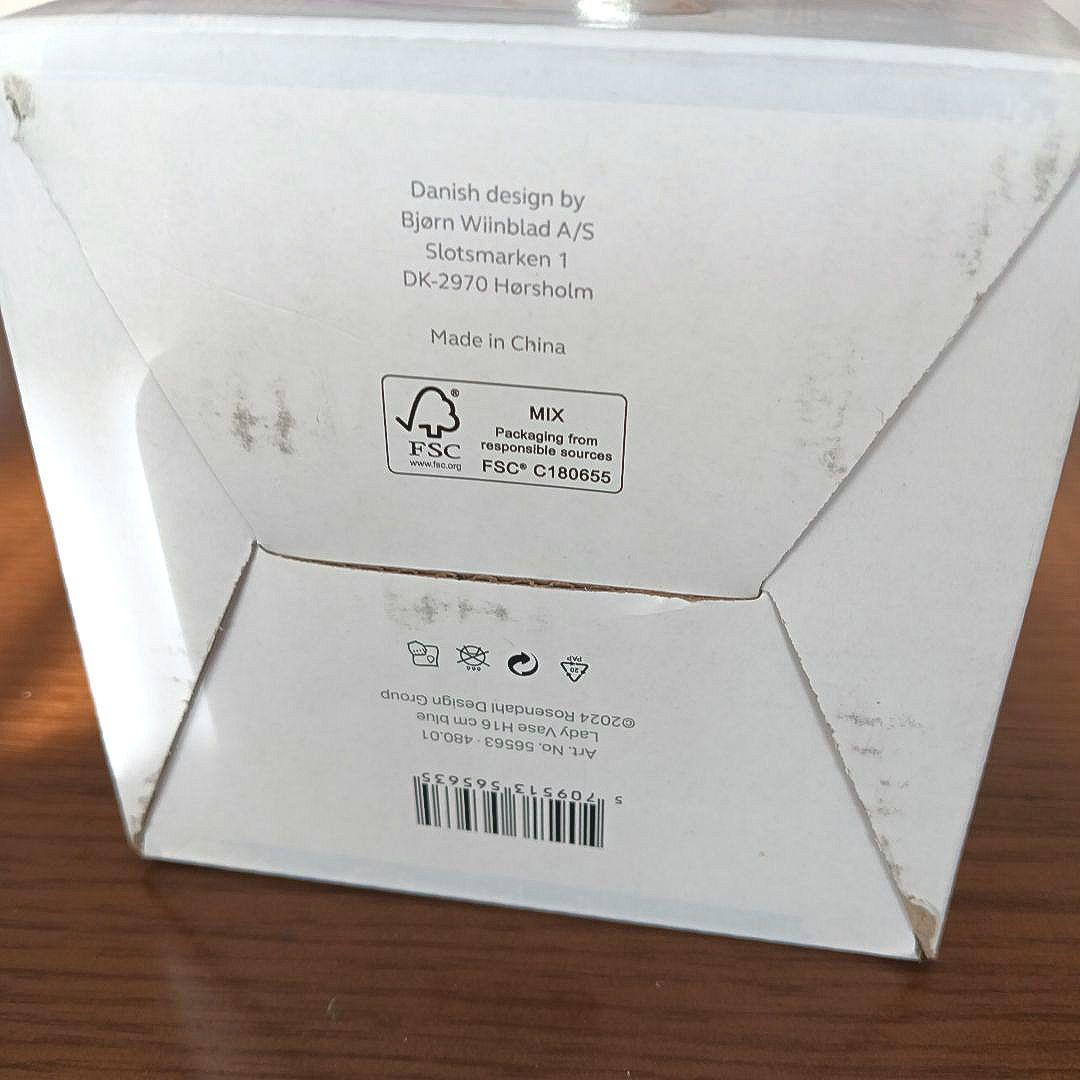 Danish design by
Bjørn Wiinblad A/S
Slotsmarken 1
DK-2970 Hørsholm
Made in China
FSC®
www.fsc.org
MIX
Packaging from
responsible sources
FSC® C180655
20
PAP
©2024 Rosendahl Design Group
Lady Vase H16 cm blue
Art. No. 56563 · 480.01
5 709513 565635